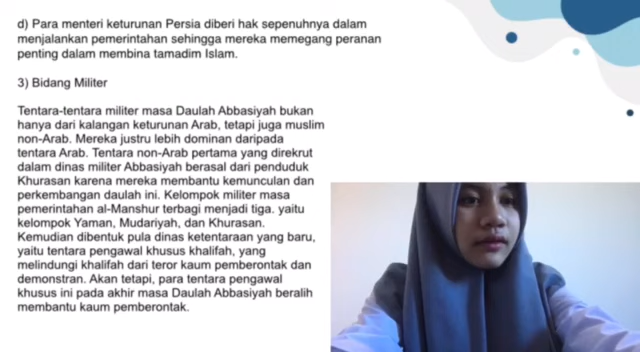 d) Para menteri keturunan Persia diberi hak sepenuhnya dalam
menjalankan pemerintahan sehingga mereka memegang peranan
penting dalam membina tamadim Islam.
3) Bidang Militer
Tentara-tentara militer masa Daulah Abbasiyah bukan
hanya dari kalangan keturunan Arab, tetapi juga muslim
non-Arab. Mereka justru lebih dominan daripada
tentara Arab. Tentara non-Arab pertama yang direkrut
dalam dinas militer Abbasiyah berasal dari penduduk
Khurasan karena mereka membantu kemunculan dan
perkembangan daulah ini. Kelompok militer masa
pemerintahan al-Manshur terbagi menjadi tiga. yaitu
kelompok Yaman, Mudariyah, dan Khurasan.
Kemudian dibentuk pula dinas ketentaraan yang baru,
yaitu tentara pengawal khusus khalifah, yang
melindungi khalifah dari teror kaum pemberontak dan
demonstran. Akan tetapi, para tentara pengawal
khusus ini pada akhir masa Daulah Abbasiyah beralih
membantu kaum pemberontak.